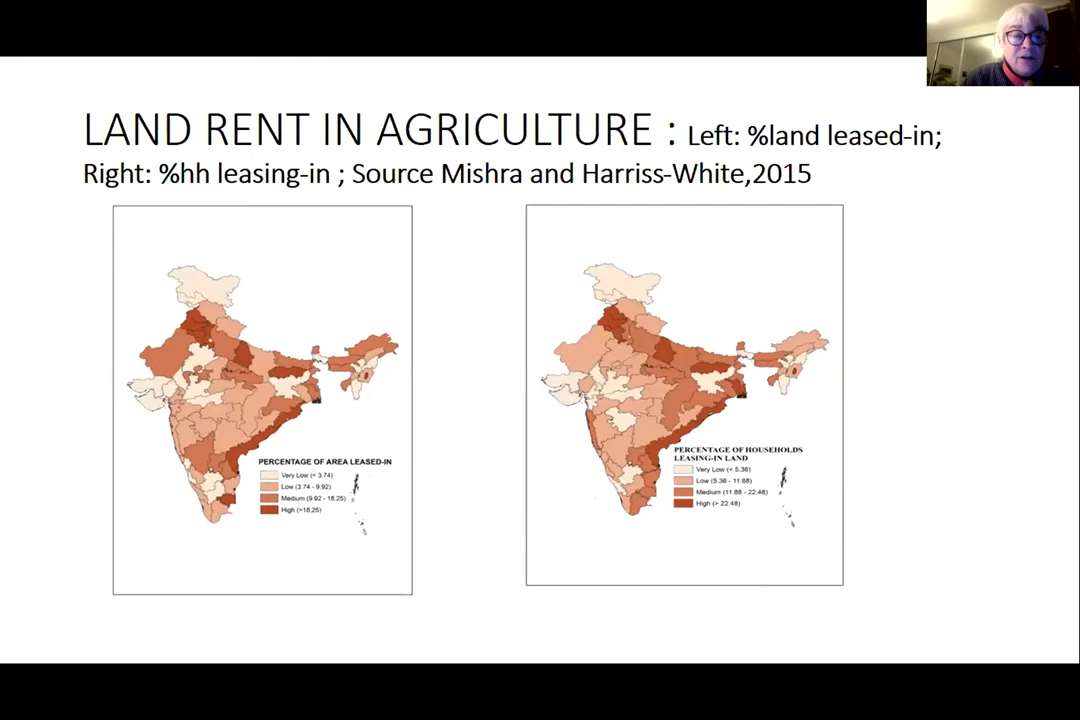 LAND RENT IN AGRICULTURE : Left: %land leased-in;
Right: %hh leasing-in ; Source Mishra and Harriss-White,2015
PERCENTAGE OF AREA LEASED-IN
Very Low (< 3.74)
Low (3.74 - 9.92)
Medium (9.92 - 18.25)
High (>18.25)
PERCENTAGE OF HOUSEHOLDS
LEASING-IN LAND
Very Low (< 5.36)
Low (5.36 - 11.88)
Medium (11.88 - 22.48)
High (> 22.48)